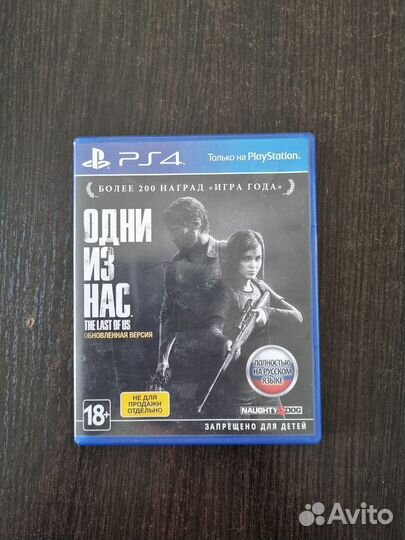 PS4
Только на PlayStation®
БОЛЕЕ 200 НАГРАД «ИГРА ГОДА»
ОДНИ
ИЗ
НАС
THE LAST OF US
ОБНОВЛЕННАЯ ВЕРСИЯ
ПОЛНОСТЬЮ
НА РУССКОМ
ЯЗЫКЕ
НЕ ДЛЯ
ПРОДАЖИ
ОТДЕЛЬНО
18+
NAUGHTY DOG
ЗАПРЕЩЕНО ДЛЯ ДЕТЕЙ
Avito